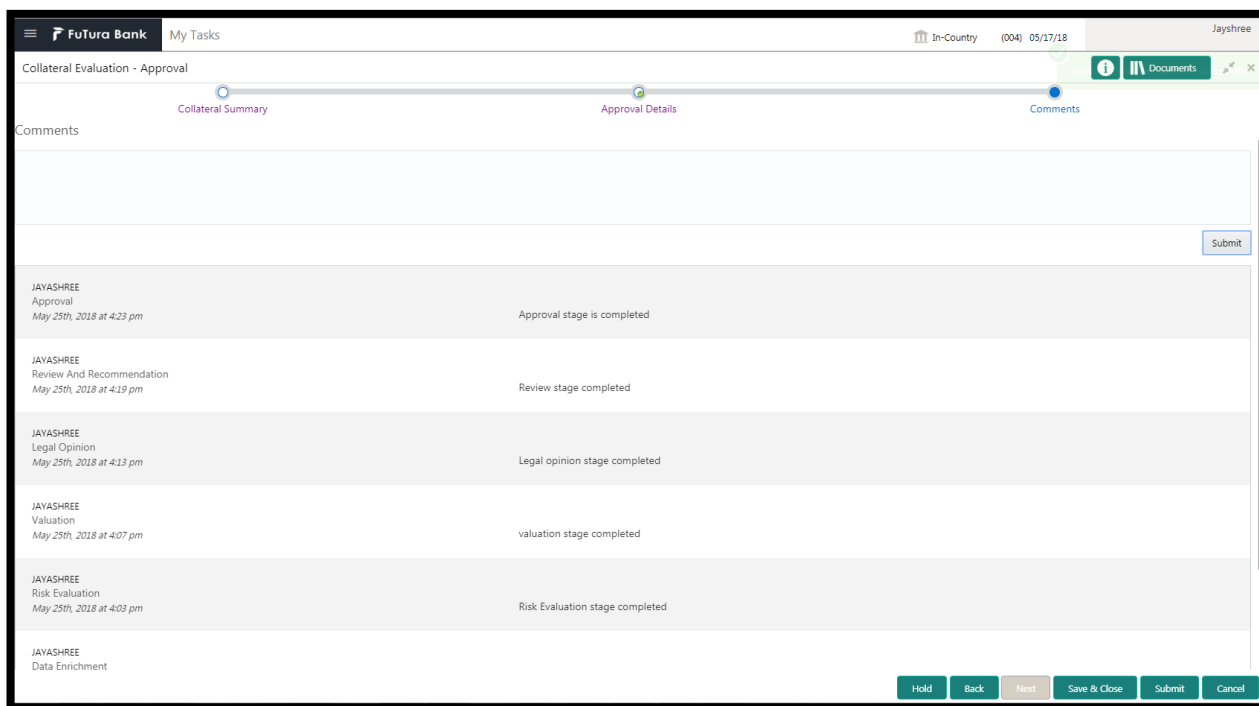 FuTura Bank My Tasks In-Country (004) 05/17/18 Jayshree
Collateral Evaluation - Approval Documents
Collateral Summary Approval Details Comments
Comments
Submit
JAYASHREE
Approval
May 25th, 2018 at 4:23 pm Approval stage is completed
JAYASHREE
Review And Recommendation
May 25th, 2018 at 4:19 pm Review stage completed
JAYASHREE
Legal Opinion
May 25th, 2018 at 4:13 pm Legal opinion stage completed
JAYASHREE
Valuation
May 25th, 2018 at 4:07 pm valuation stage completed
JAYASHREE
Risk Evaluation
May 25th, 2018 at 4:03 pm Risk Evaluation stage completed
JAYASHREE
Data Enrichment
Hold Back Next Save & Close Submit Cancel